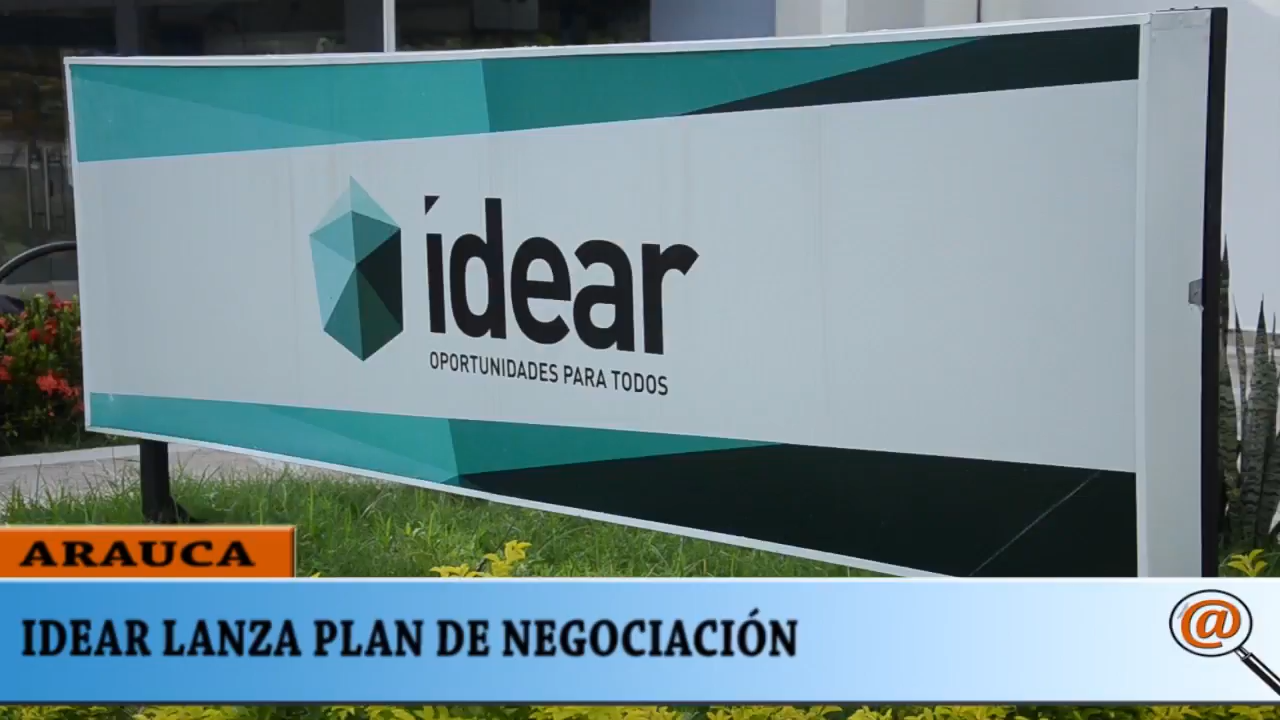 idear
OPORTUNIDADES PARA TODOS
ARAUCA
IDEAR LANZA PLAN DE NEGOCIACIÓN
@